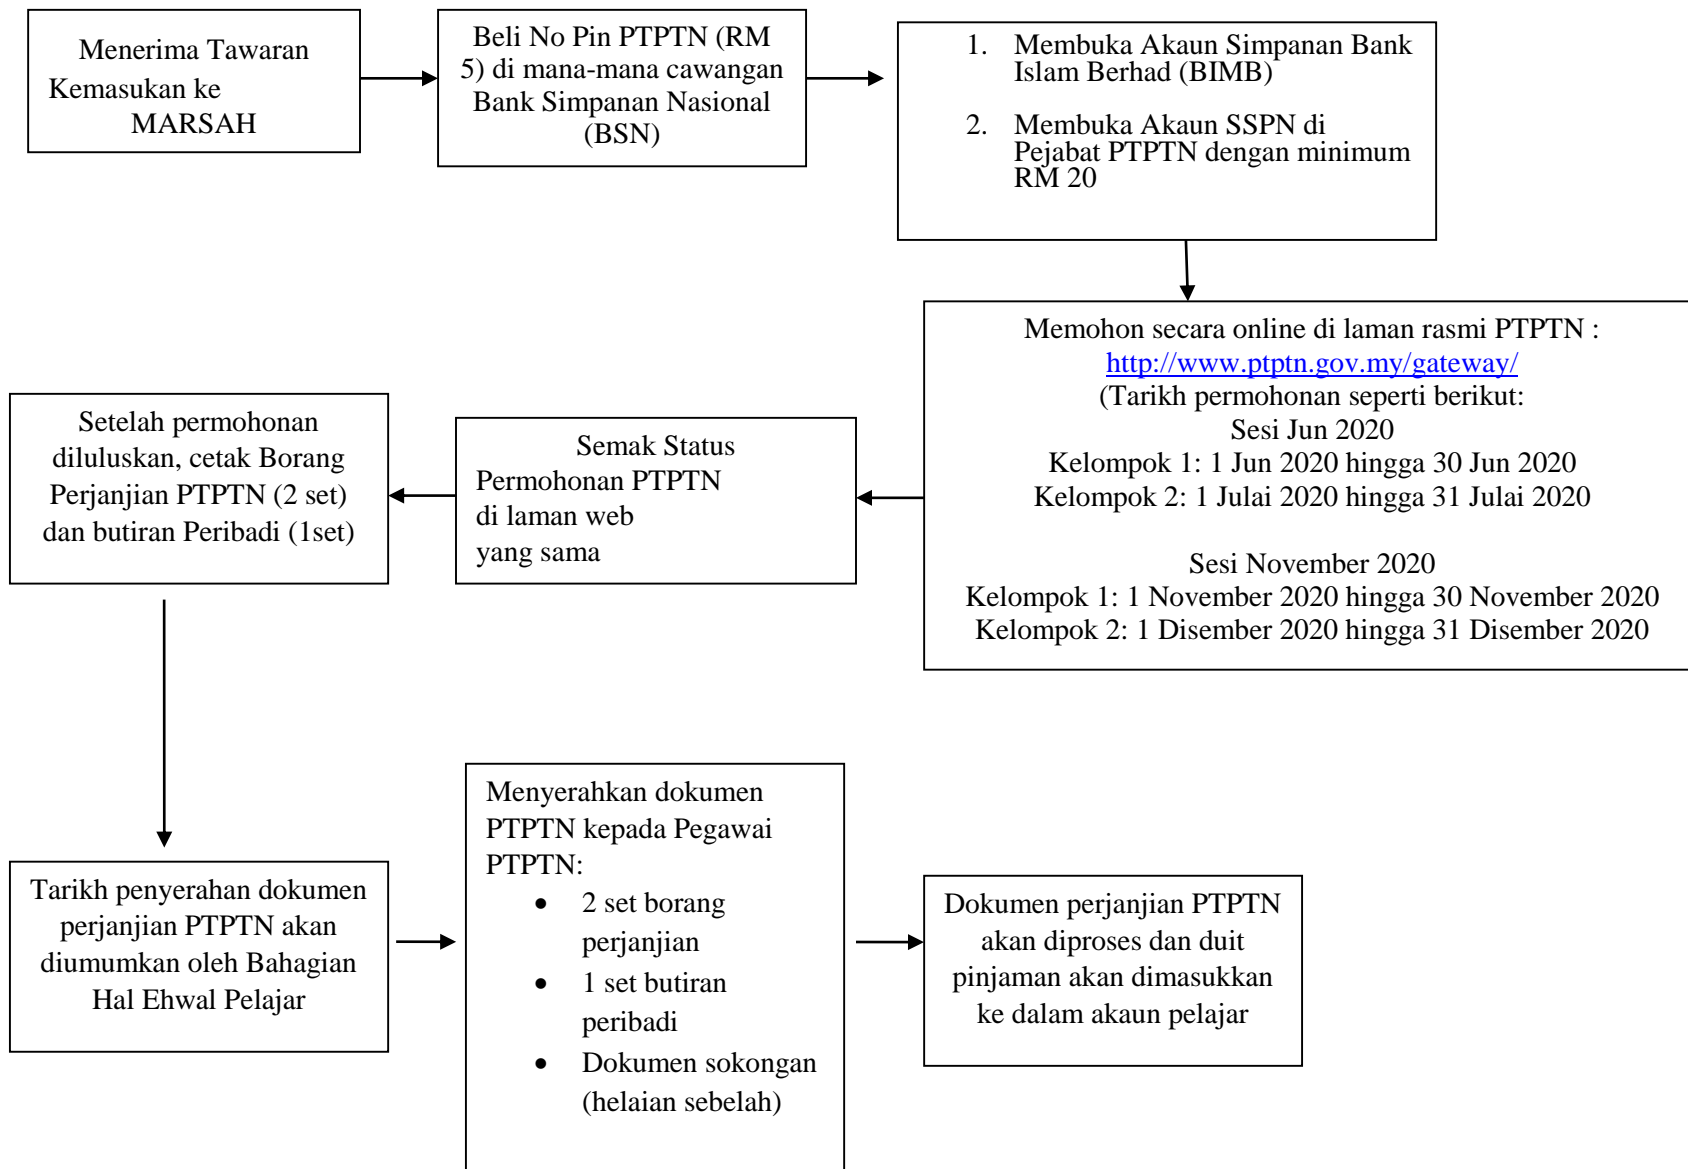 Menerima Tawaran
Kemasukan ke
MARSAH
Beli No Pin PTPTN (RM
5) di mana-mana cawangan
Bank Simpanan Nasional
(BSN)
1. Membuka Akaun Simpanan Bank
Islam Berhad (BIMB)
2. Membuka Akaun SSPN di
Pejabat PTPTN dengan minimum
RM 20
Memohon secara online di laman rasmi PTPTN :
http://www.ptptn.gov.my/gateway/
(Tarikh permohonan seperti berikut:
Sesi Jun 2020
Kelompok 1: 1 Jun 2020 hingga 30 Jun 2020
Kelompok 2: 1 Julai 2020 hingga 31 Julai 2020
Sesi November 2020
Kelompok 1: 1 November 2020 hingga 30 November 2020
Kelompok 2: 1 Disember 2020 hingga 31 Disember 2020
Semak Status
Permohonan PTPTN
di laman web
yang sama
Setelah permohonan
diluluskan, cetak Borang
Perjanjian PTPTN (2 set)
dan butiran Peribadi (1set)
Tarikh penyerahan dokumen
perjanjian PTPTN akan
diumumkan oleh Bahagian
Hal Ehwal Pelajar
Menyerahkan dokumen
PTPTN kepada Pegawai
PTPTN:
• 2 set borang
perjanjian
• 1 set butiran
peribadi
• Dokumen sokongan
(helaian sebelah)
Dokumen perjanjian PTPTN
akan diproses dan duit
pinjaman akan dimasukkan
ke dalam akaun pelajar